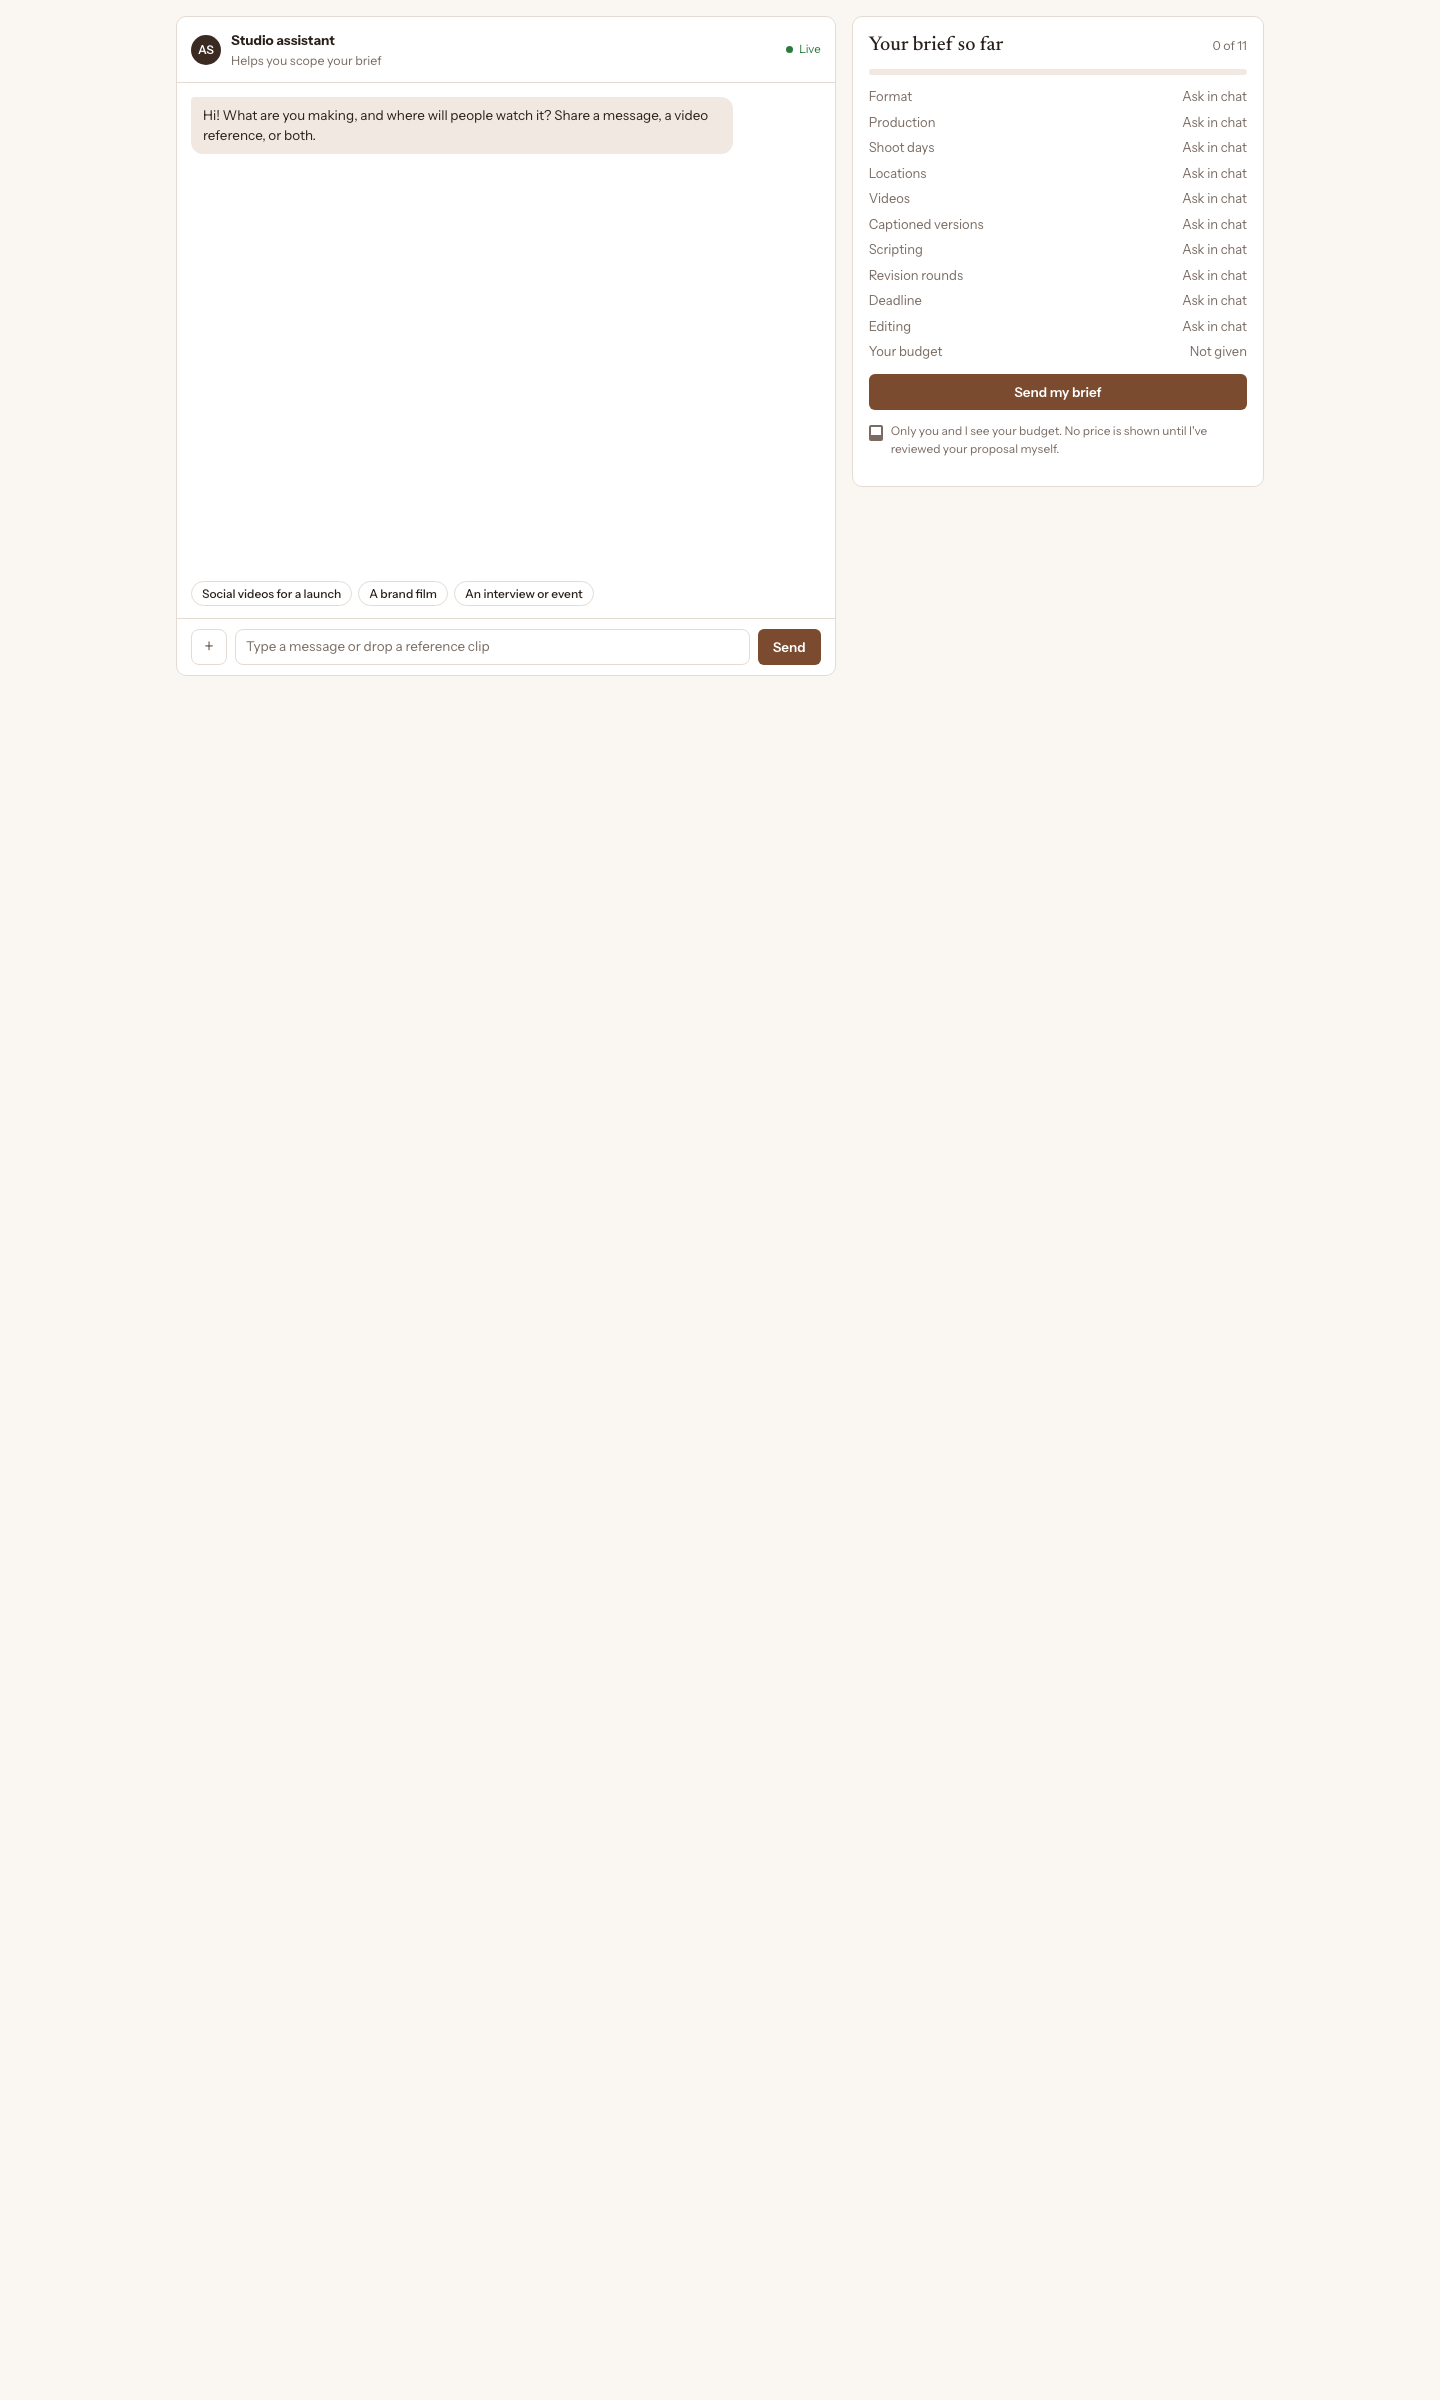 AS
Studio assistant
Helps you scope your brief
Live
Hi! What are you making, and where will people watch it? Share a message, a video
reference, or both.
Social videos for a launch
A brand film
An interview or event
+
Type a message or drop a reference clip
Send
Your brief so far
0 of 11
Format
Ask in chat
Production
Ask in chat
Shoot days
Ask in chat
Locations
Ask in chat
Videos
Ask in chat
Captioned versions
Ask in chat
Scripting
Ask in chat
Revision rounds
Ask in chat
Deadline
Ask in chat
Editing
Ask in chat
Your budget
Not given
Send my brief
Only you and I see your budget. No price is shown until I've
reviewed your proposal myself.